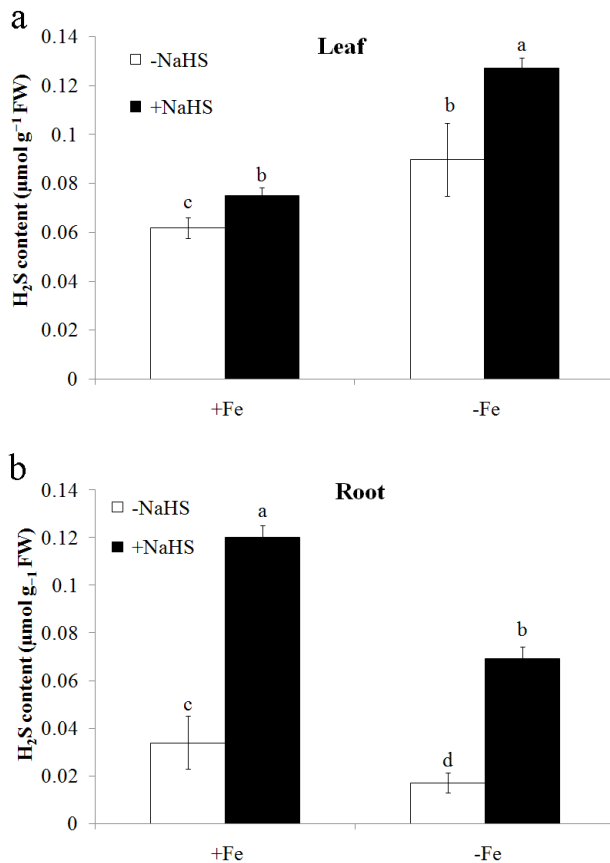 a
Leaf
-NaHS
+NaHS
H₂S content (μmol g⁻¹ FW)
0.14
0.12
0.1
0.08
0.06
0.04
0.02
0
c
b
b
a
+Fe
-Fe
b
Root
-NaHS
+NaHS
H₂S content (μmol g₋₁ FW)
0.14
0.12
0.1
0.08
0.06
0.04
0.02
0
c
a
d
b
+Fe
-Fe